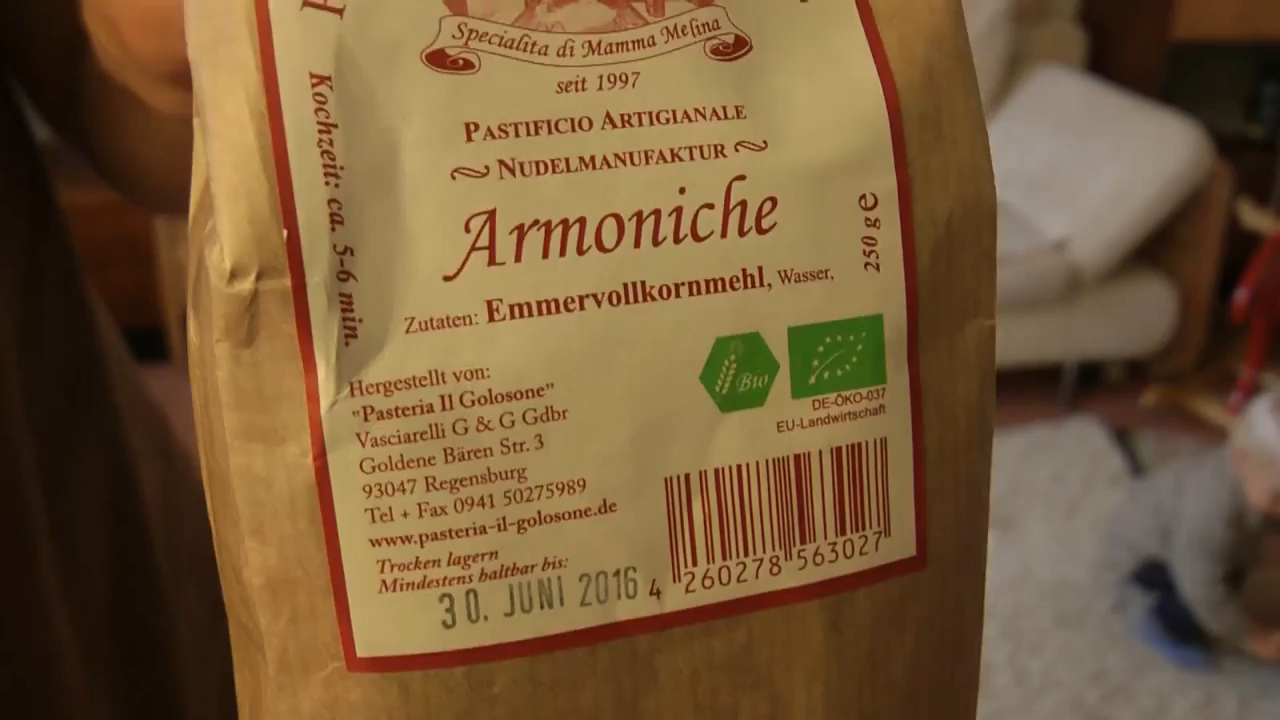 Specialita di Mamma Melina
seit 1997
PASTIFICIO ARTIGIANALE
NUDELMANUFAKTUR
Armoniche
250 g e
Kochzeit: ca. 5-6 min.
Zutaten: Emmervollkornmehl, Wasser,
Bio
DE-ÖKO-037
EU-Landwirtschaft
Hergestellt von:
"Pasteria Il Golosone"
Vasciarelli G & G Gdbr
Goldene Bären Str. 3
93047 Regensburg
Tel + Fax 0941 50275989
www.pasteria-il-golosone.de
Trocken lagern
Mindestens haltbar bis:
30. JUNI 2016
4 260278 563027